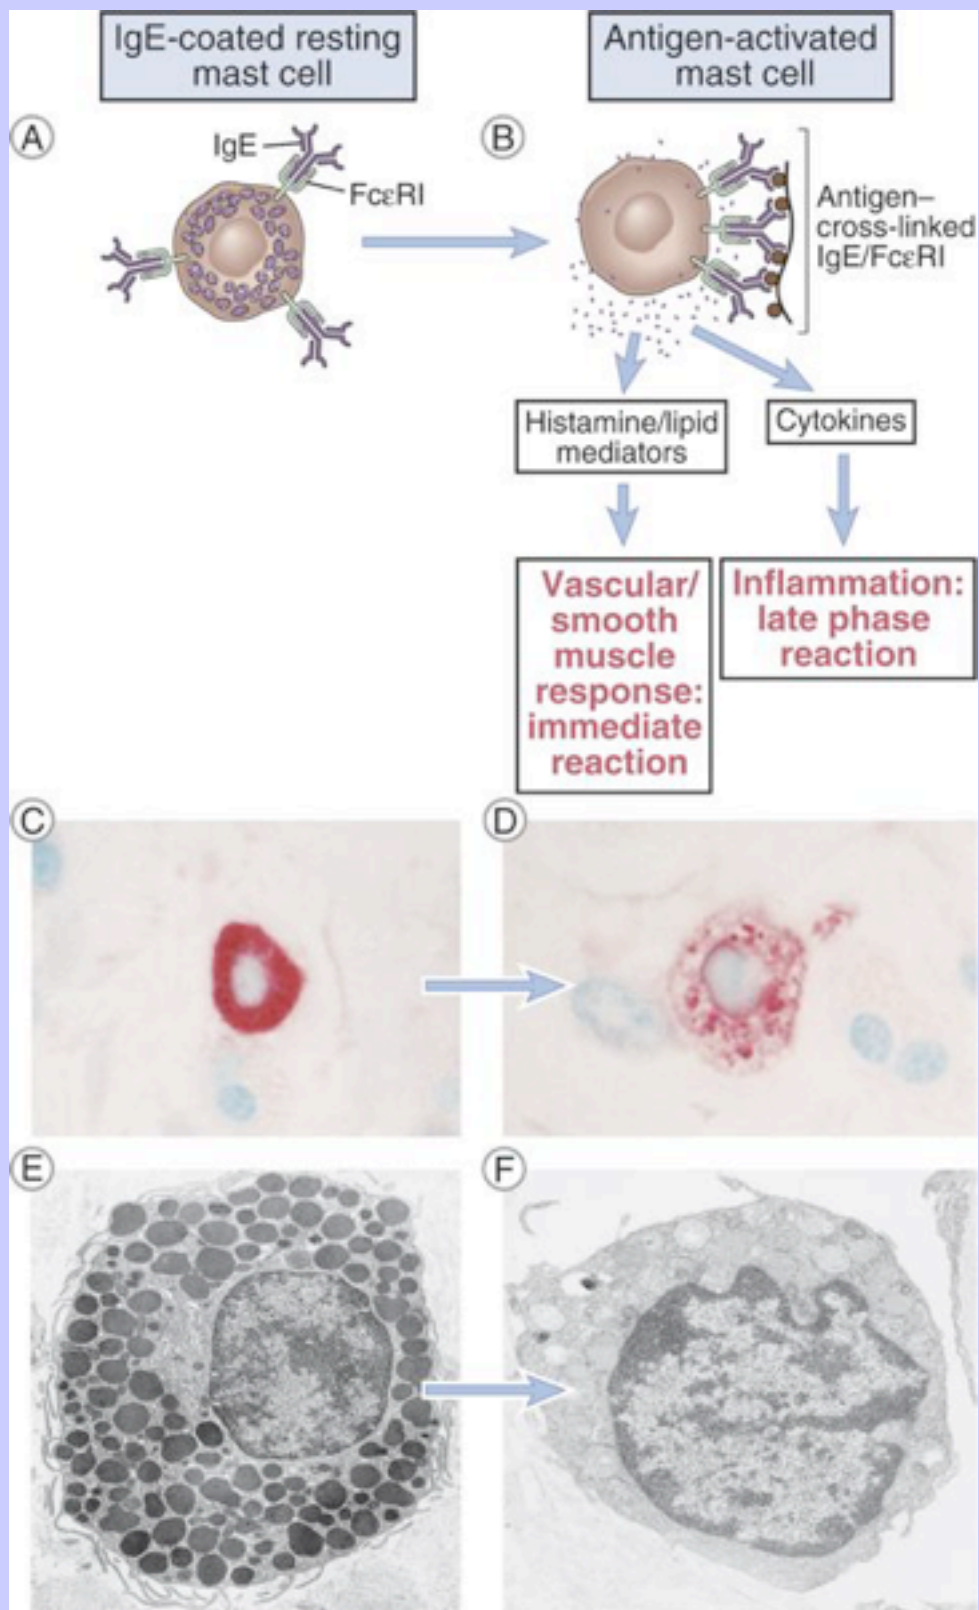 IgE-coated resting
mast cell
Antigen-activated
mast cell
A
IgE
FcεRI
B
Antigen–
cross-linked
IgE/FcεRI
Histamine/lipid
mediators
Cytokines
Vascular/
smooth
muscle
response:
immediate
reaction
Inflammation:
late phase
reaction
C
D
E
F